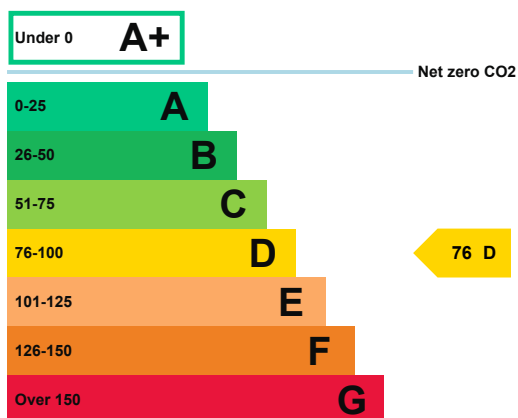 Under 0 A+
Net zero CO2
0-25 A
26-50 B
51-75 C
76-100 D
76 D
101-125 E
126-150 F
Over 150 G